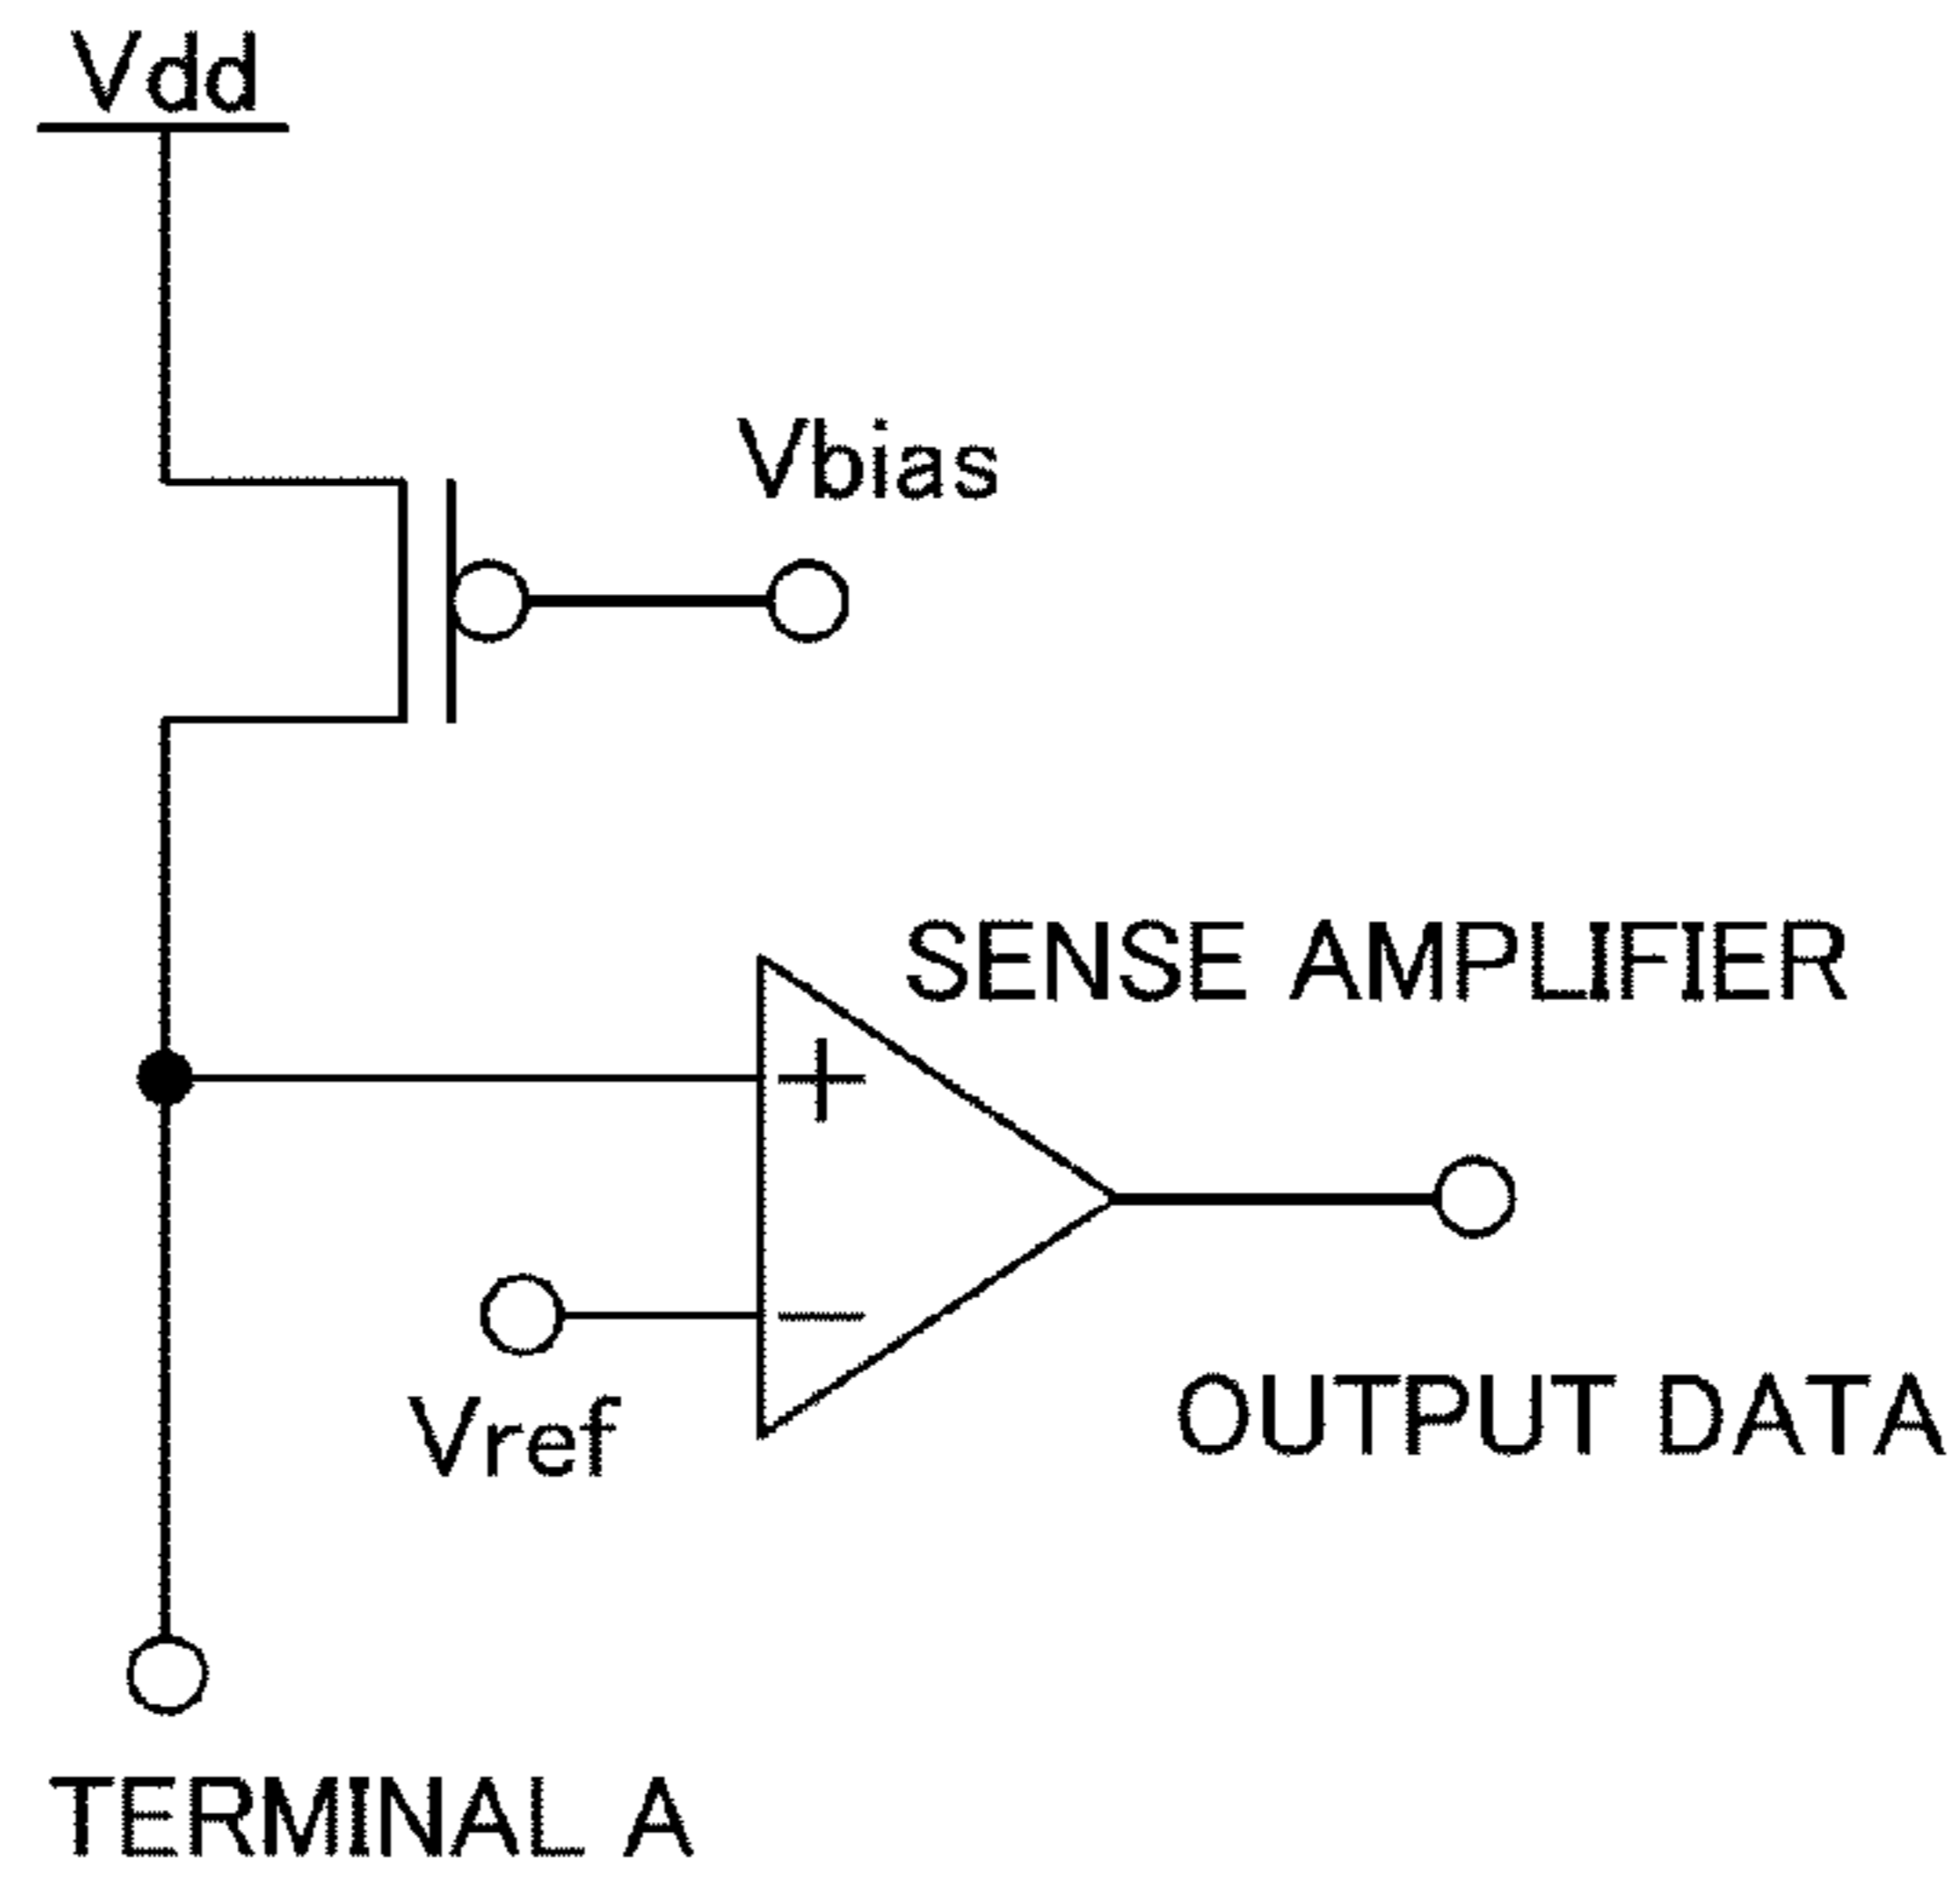 Vdd
Vbias
SENSE AMPLIFIER
+
−
Vref
OUTPUT DATA
TERMINAL A